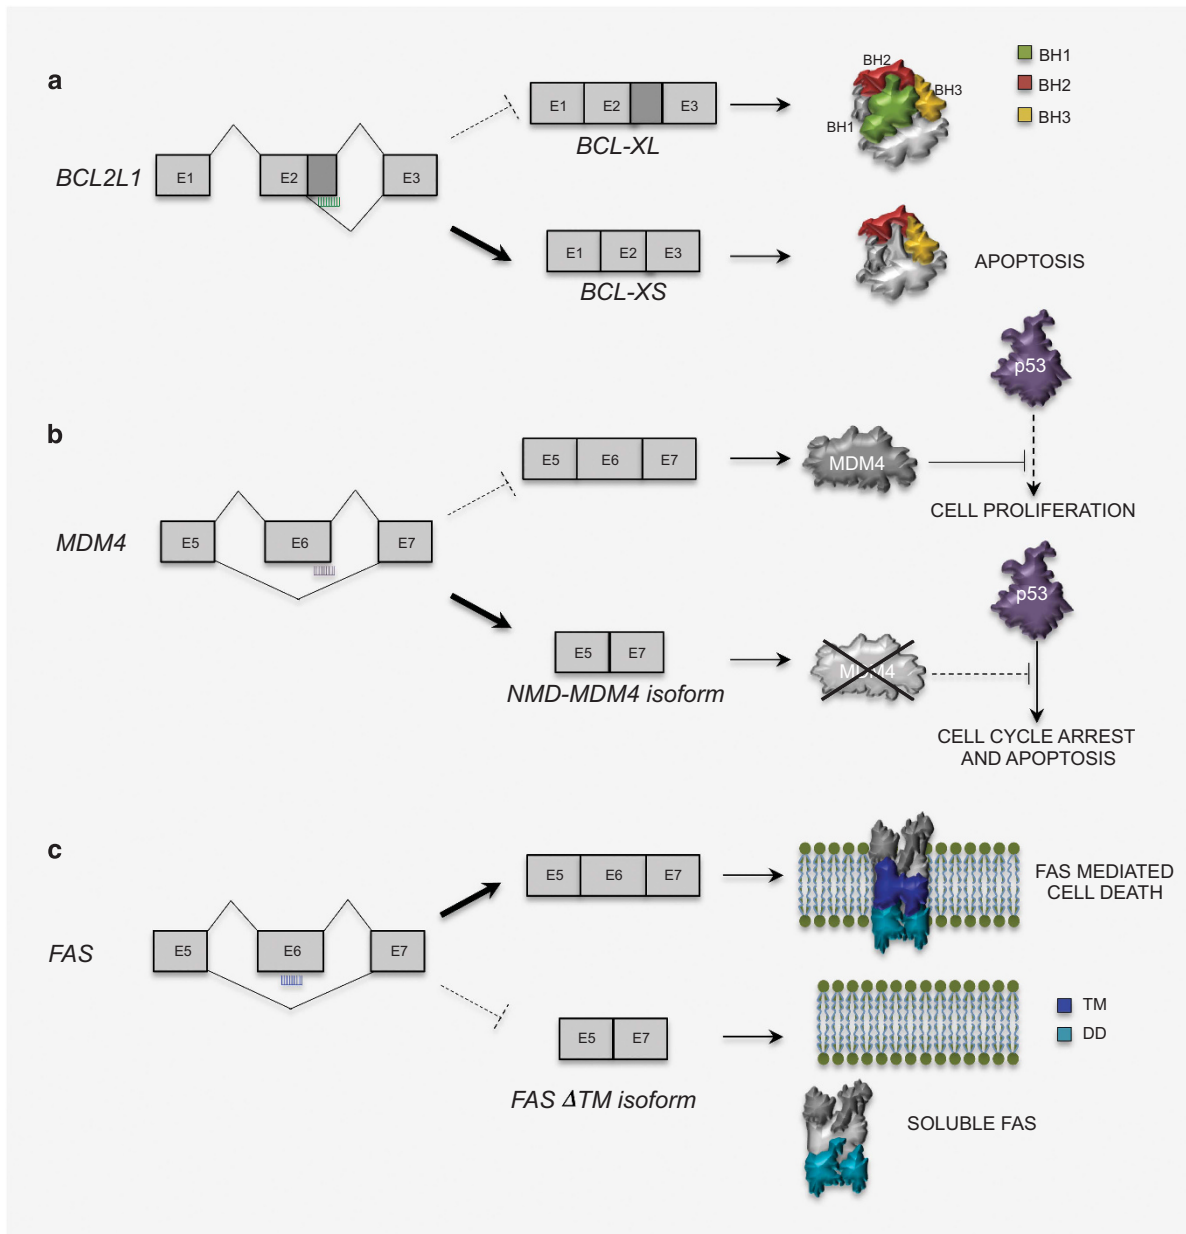 a
BCL2L1
E1
E2
E3
E1
E2
E3
BCL-XL
BH2
BH3
BH1
BH1
BH2
BH3
E1
E2
E3
BCL-XS
APOPTOSIS
b
MDM4
E5
E6
E7
E5
E6
E7
MDM4
p53
CELL PROLIFERATION
E5
E7
NMD-MDM4 isoform
MDM4
p53
CELL CYCLE ARREST
AND APOPTOSIS
c
FAS
E5
E6
E7
E5
E6
E7
FAS MEDIATED
CELL DEATH
E5
E7
FAS ΔTM isoform
TM
DD
SOLUBLE FAS